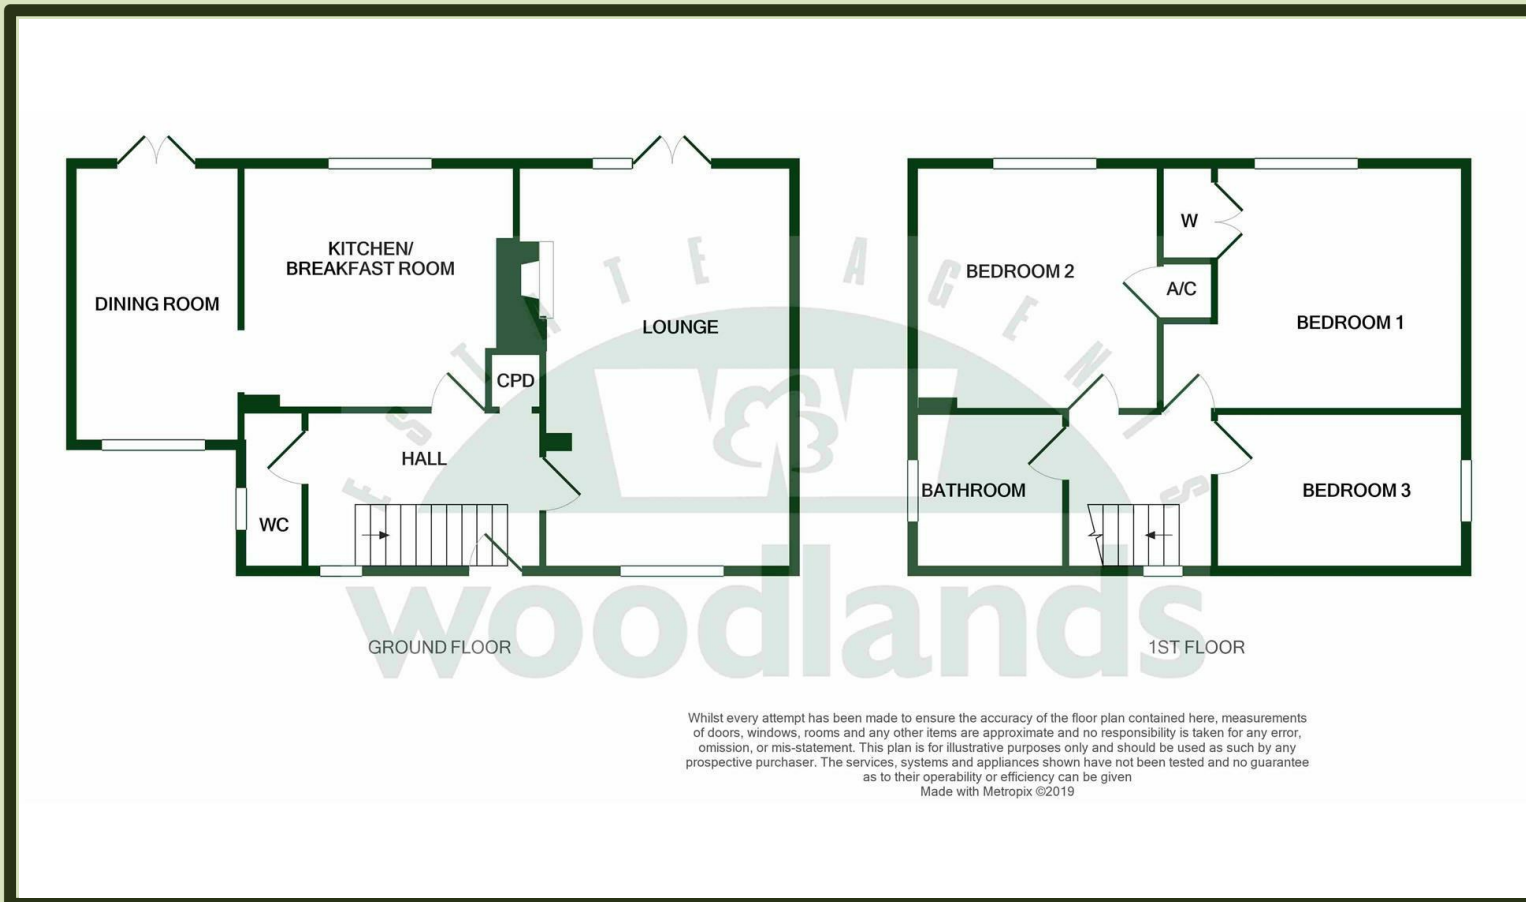 DINING ROOM
KITCHEN/
BREAKFAST ROOM
LOUNGE
CPD
HALL
WC
GROUND FLOOR
BEDROOM 2
W
A/C
BEDROOM 1
BATHROOM
BEDROOM 3
1ST FLOOR
ESTATE AGENTS
woodlands
Whilst every attempt has been made to ensure the accuracy of the floor plan contained here, measurements
of doors, windows, rooms and any other items are approximate and no responsibility is taken for any error,
omission, or mis-statement. This plan is for illustrative purposes only and should be used as such by any
prospective purchaser. The services, systems and appliances shown have not been tested and no guarantee
as to their operability or efficiency can be given
Made with Metropix ©2019